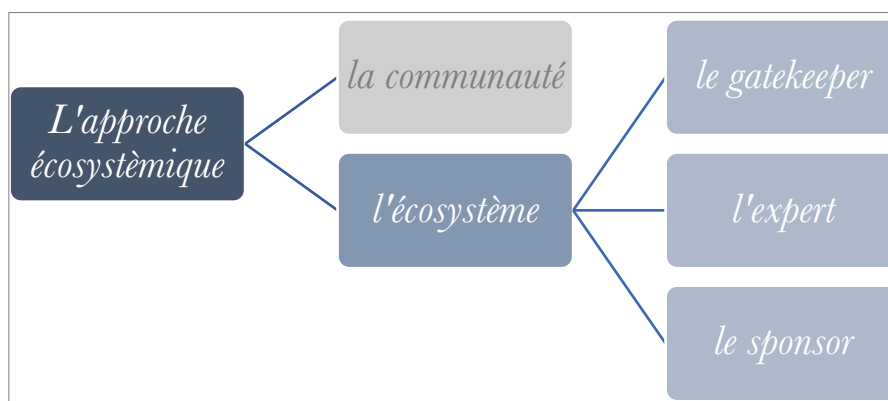 L'approche
écosystèmique
la communauté
l'écosystème
le gatekeeper
l'expert
le sponsor